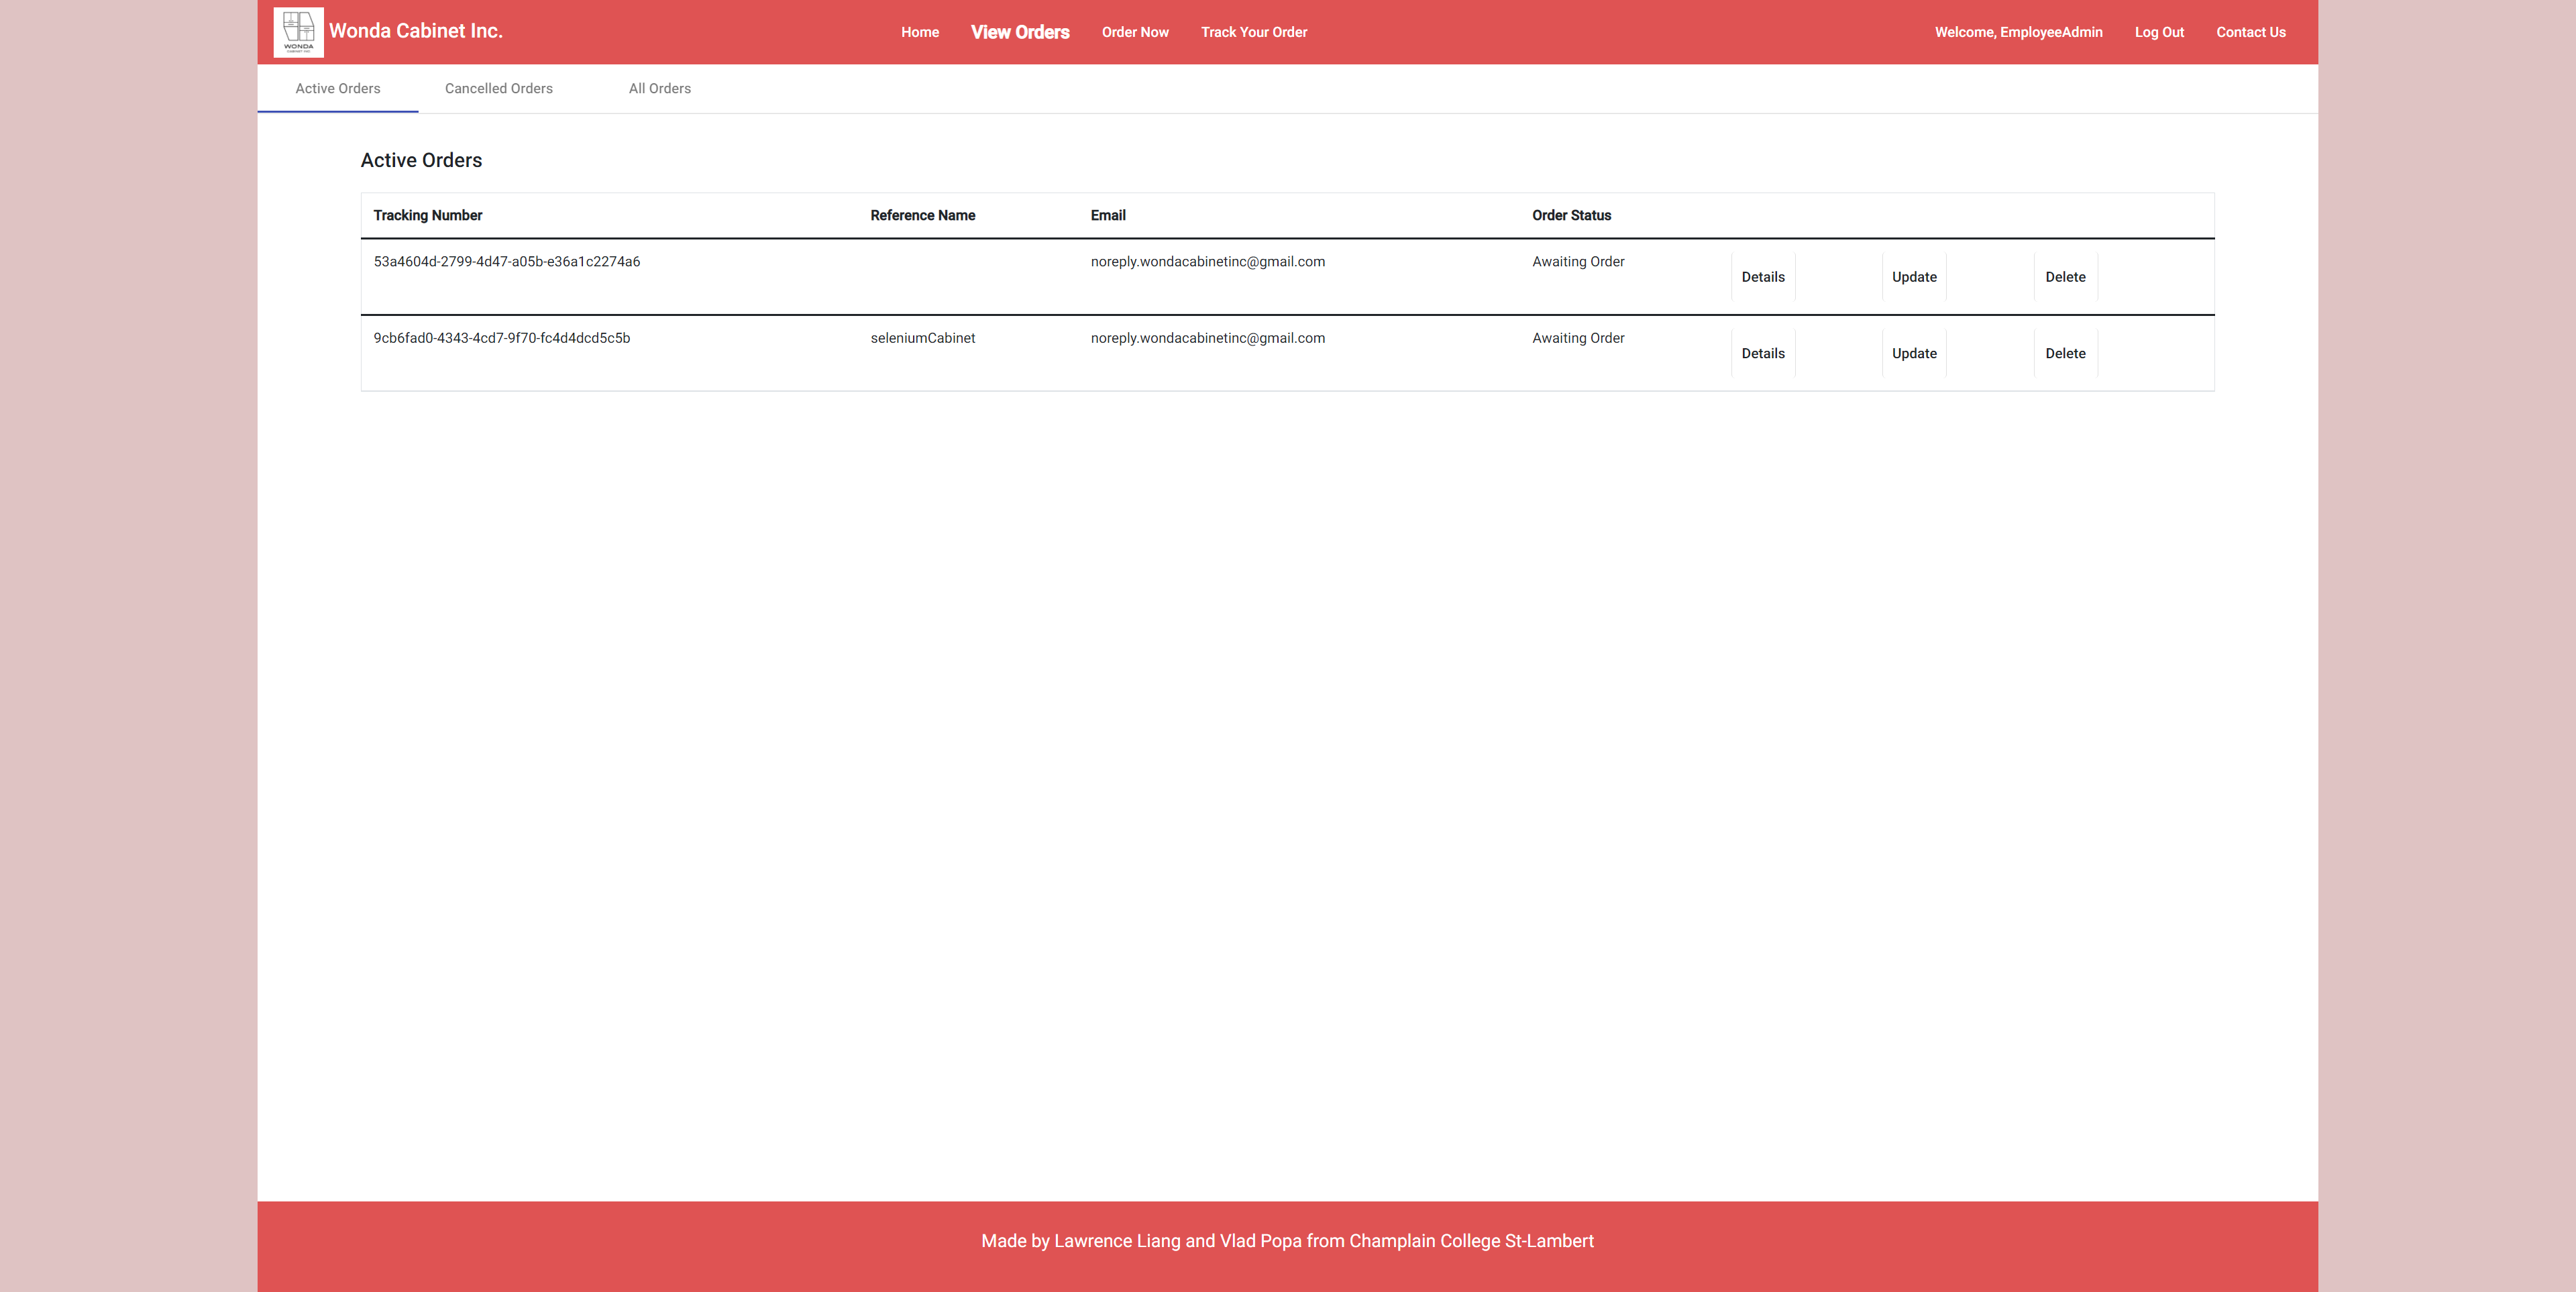 WONDA
CABINET INC
Wonda Cabinet Inc.
Home View Orders Order Now Track Your Order
Welcome, EmployeeAdmin Log Out Contact Us
Active Orders Cancelled Orders All Orders
Active Orders
Tracking Number Reference Name Email Order Status
53a4604d-2799-4d47-a05b-e36a1c2274a6 noreply.wondacabinetinc@gmail.com Awaiting Order Details Update Delete
9cb6fad0-4343-4cd7-9f70-fc4d4dcd5c5b seleniumCabinet noreply.wondacabinetinc@gmail.com Awaiting Order Details Update Delete
Made by Lawrence Liang and Vlad Popa from Champlain College St-Lambert